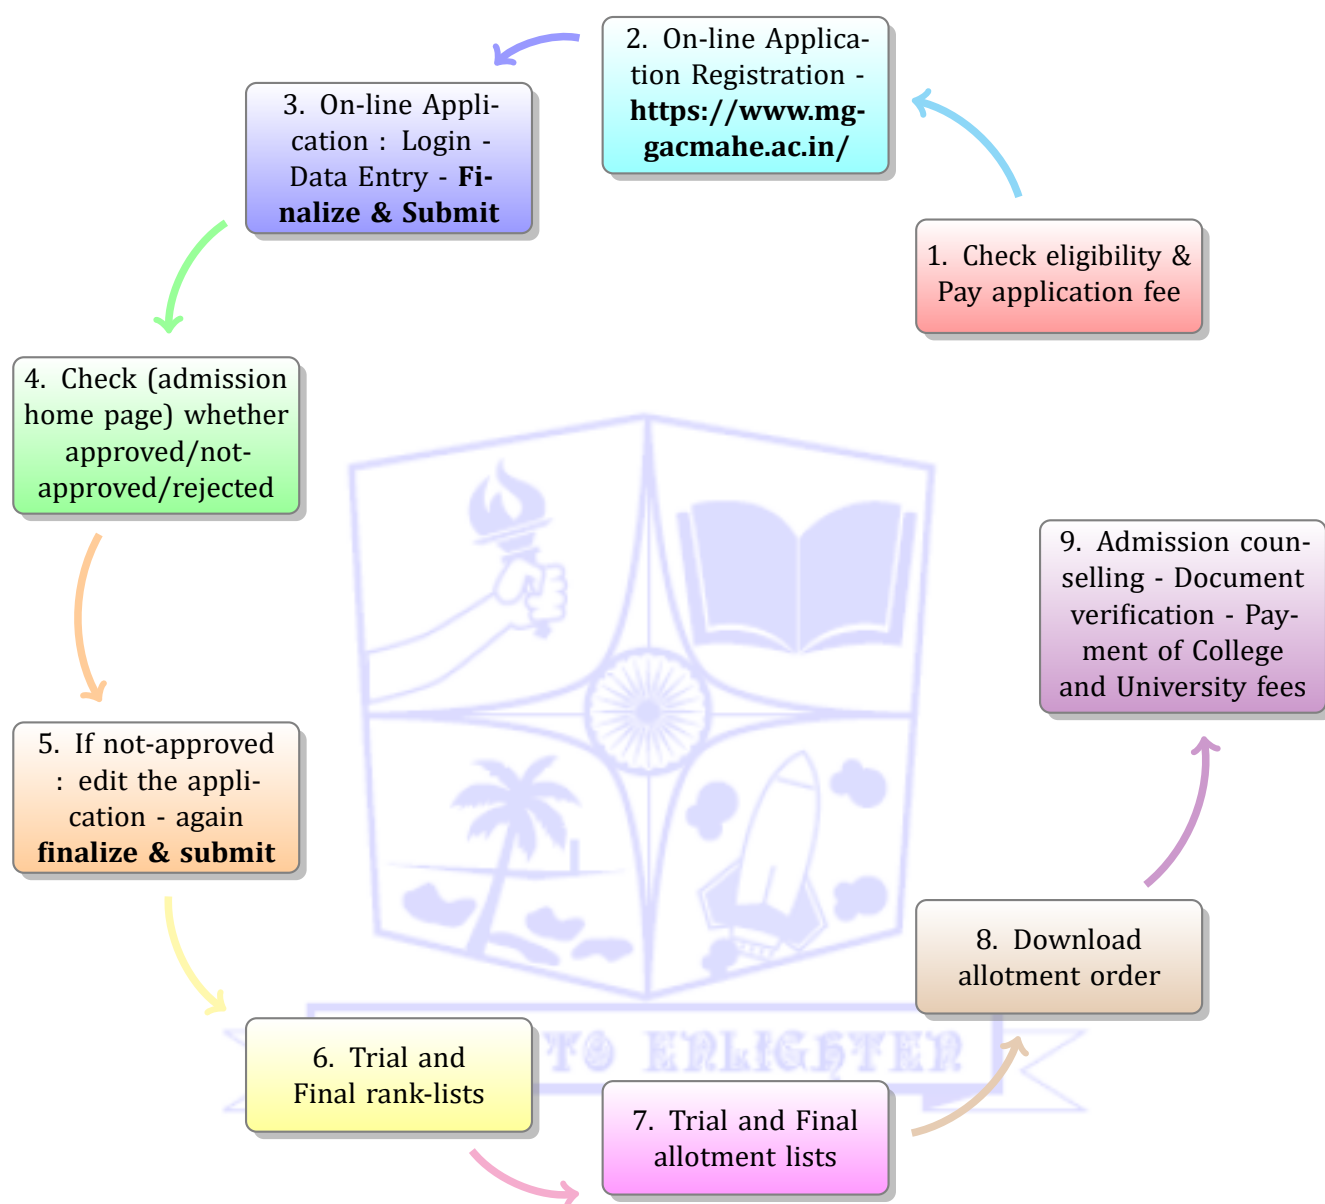 1. Check eligibility &
Pay application fee
2. On-line Applica-
tion Registration -
https://www.mg-
gacmahe.ac.in/
3. On-line Appli-
cation : Login -
Data Entry - Fi-
nalize & Submit
4. Check (admission
home page) whether
approved/not-
approved/rejected
5. If not-approved
: edit the appli-
cation - again
finalize & submit
6. Trial and
Final rank-lists
7. Trial and Final
allotment lists
8. Download
allotment order
9. Admission coun-
selling - Document
verification - Pay-
ment of College
and University fees
TO ENLIGHTEN